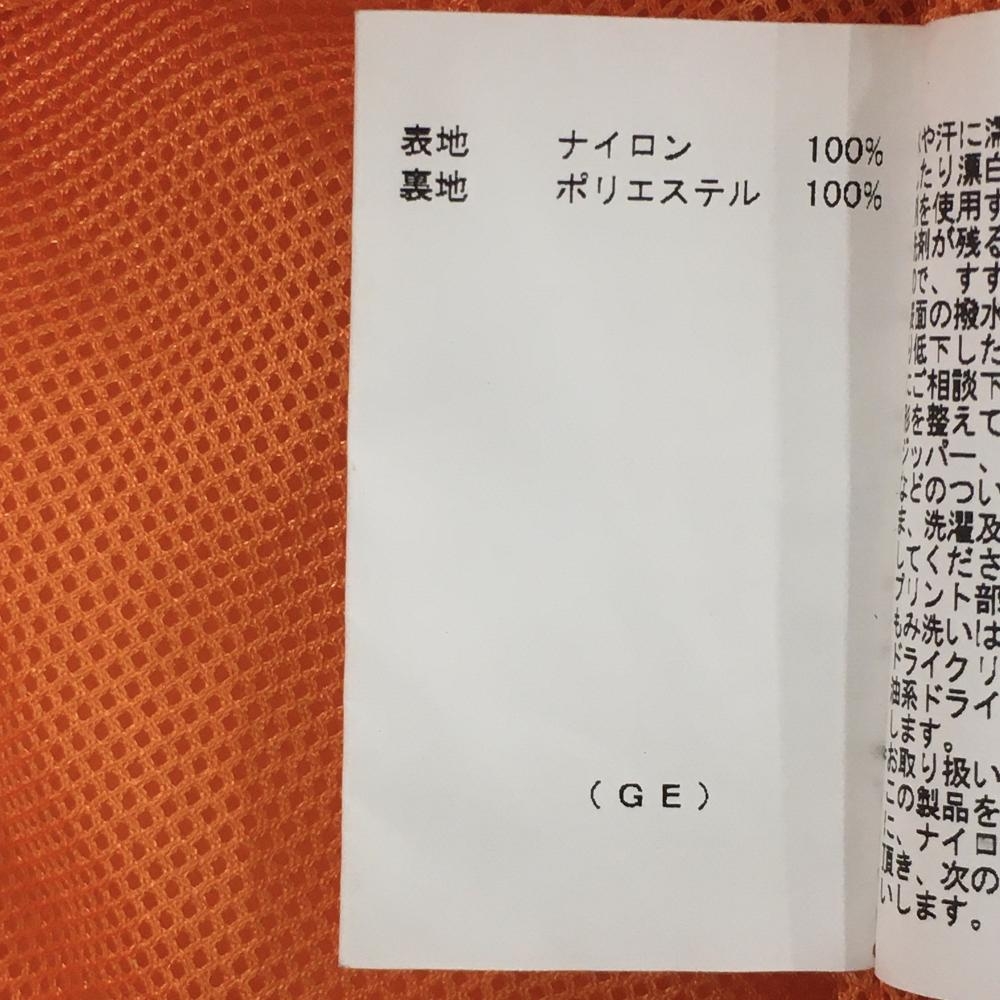 表地 ナイロン 100%
裏地 ポリエステル 100%
(GE)
や汗に濡
たり漂白
を使用す
剤が残る
で、すす
面の撥水
低下した
ご相談下
を整えて
ジッパー、
などのつい
ま、洗濯及
してくださ
プリント部
もみ洗いは
ドライクリ
油系ドライ
します。
お取り扱い
この製品を
に、ナイロ
頂き、次の
いします。